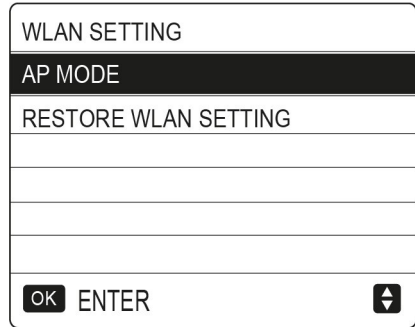 WLAN SETTING
AP MODE
RESTORE WLAN SETTING
OK ENTER